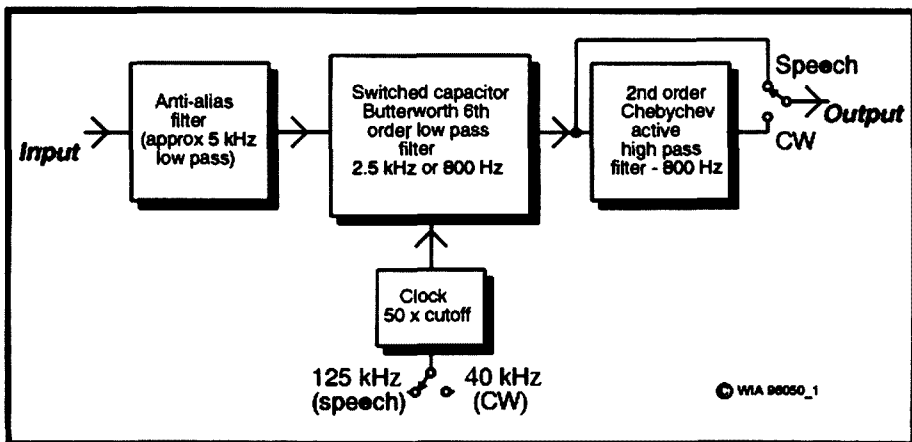 Input
Anti-alias
filter
(approx 5 kHz
low pass)
Switched capacitor
Butterworth 6th
order low pass
filter
2.5 kHz or 800 Hz
2nd order
Chebychev
active
high pass
filter - 800 Hz
Speech
Output
CW
Clock
50 x cutoff
125 kHz
(speech)
40 kHz
(CW)
© WIA 96050_1